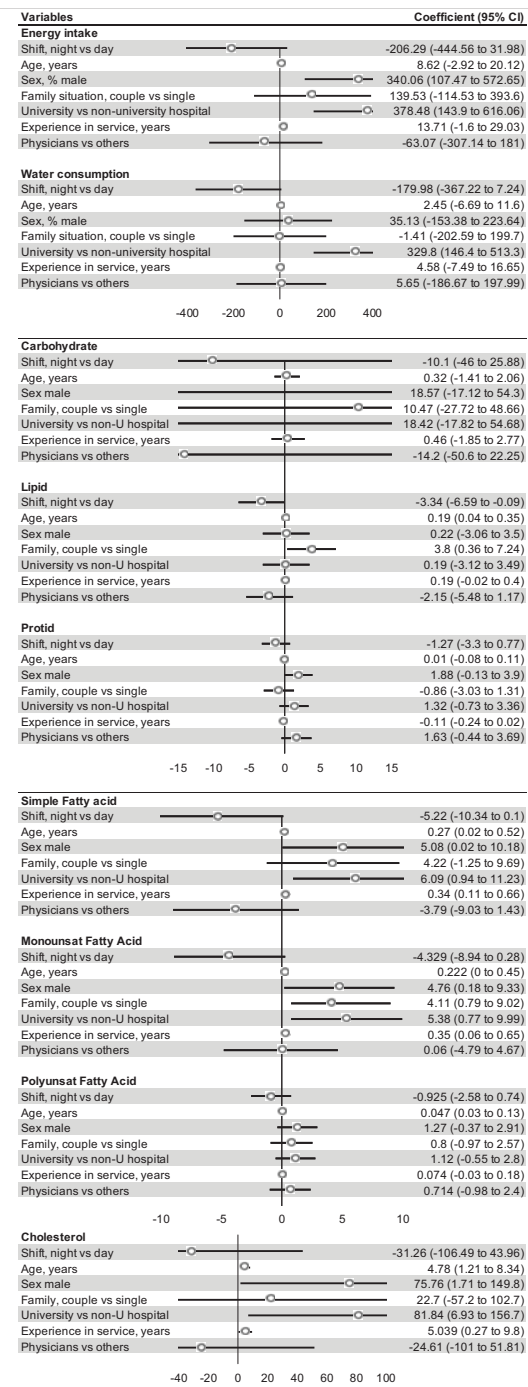 Variables Coefficient (95% CI)
Energy intake
Shift, night vs day -206.29 (-444.56 to 31.98)
Age, years 8.62 (-2.92 to 20.12)
Sex, % male 340.06 (107.47 to 572.65)
Family situation, couple vs single 139.53 (-114.53 to 393.6)
University vs non-university hospital 378.48 (143.9 to 616.06)
Experience in service, years 13.71 (-1.6 to 29.03)
Physicians vs others -63.07 (-307.14 to 181)
Water consumption
Shift, night vs day -179.98 (-367.22 to 7.24)
Age, years 2.45 (-6.69 to 11.6)
Sex, % male 35.13 (-153.38 to 223.64)
Family situation, couple vs single -1.41 (-202.59 to 199.7)
University vs non-university hospital 329.8 (146.4 to 513.3)
Experience in service, years 4.58 (-7.49 to 16.65)
Physicians vs others 5.65 (-186.67 to 197.99)
-400 -200 0 200 400
Carbohydrate
Shift, night vs day -10.1 (-46 to 25.88)
Age, years 0.32 (-1.41 to 2.06)
Sex male 18.57 (-17.12 to 54.3)
Family, couple vs single 10.47 (-27.72 to 48.66)
University vs non-U hospital 18.42 (-17.82 to 54.68)
Experience in service, years 0.46 (-1.85 to 2.77)
Physicians vs others -14.2 (-50.6 to 22.25)
Lipid
Shift, night vs day -3.34 (-6.59 to -0.09)
Age, years 0.19 (0.04 to 0.35)
Sex male 0.22 (-3.06 to 3.5)
Family, couple vs single 3.8 (0.36 to 7.24)
University vs non-U hospital 0.19 (-3.12 to 3.49)
Experience in service, years 0.19 (-0.02 to 0.4)
Physicians vs others -2.15 (-5.48 to 1.17)
Protid
Shift, night vs day -1.27 (-3.3 to 0.77)
Age, years 0.01 (-0.08 to 0.11)
Sex male 1.88 (-0.13 to 3.9)
Family, couple vs single -0.86 (-3.03 to 1.31)
University vs non-U hospital 1.32 (-0.73 to 3.36)
Experience in service, years -0.11 (-0.24 to 0.02)
Physicians vs others 1.63 (-0.44 to 3.69)
-15 -10 -5 0 5 10 15
Simple Fatty acid
Shift, night vs day -5.22 (-10.34 to 0.1)
Age, years 0.27 (0.02 to 0.52)
Sex male 5.08 (0.02 to 10.18)
Family, couple vs single 4.22 (-1.25 to 9.69)
University vs non-U hospital 6.09 (0.94 to 11.23)
Experience in service, years 0.34 (0.11 to 0.66)
Physicians vs others -3.79 (-9.03 to 1.43)
Monounsat Fatty Acid
Shift, night vs day -4.329 (-8.94 to 0.28)
Age, years 0.222 (0 to 0.45)
Sex male 4.76 (0.18 to 9.33)
Family, couple vs single 4.11 (0.79 to 9.02)
University vs non-U hospital 5.38 (0.77 to 9.99)
Experience in service, years 0.35 (0.06 to 0.65)
Physicians vs others 0.06 (-4.79 to 4.67)
Polyunsat Fatty Acid
Shift, night vs day -0.925 (-2.58 to 0.74)
Age, years 0.047 (0.03 to 0.13)
Sex male 1.27 (-0.37 to 2.91)
Family, couple vs single 0.8 (-0.97 to 2.57)
University vs non-U hospital 1.12 (-0.55 to 2.8)
Experience in service, years 0.074 (-0.03 to 0.18)
Physicians vs others 0.714 (-0.98 to 2.4)
-10 -5 0 5 10
Cholesterol
Shift, night vs day -31.26 (-106.49 to 43.96)
Age, years 4.78 (1.21 to 8.34)
Sex male 75.76 (1.71 to 149.8)
Family, couple vs single 22.7 (-57.2 to 102.7)
University vs non-U hospital 81.84 (6.93 to 156.7)
Experience in service, years 5.039 (0.27 to 9.8)
Physicians vs others -24.61 (-101 to 51.81)
-40 -20 0 20 40 60 80 100